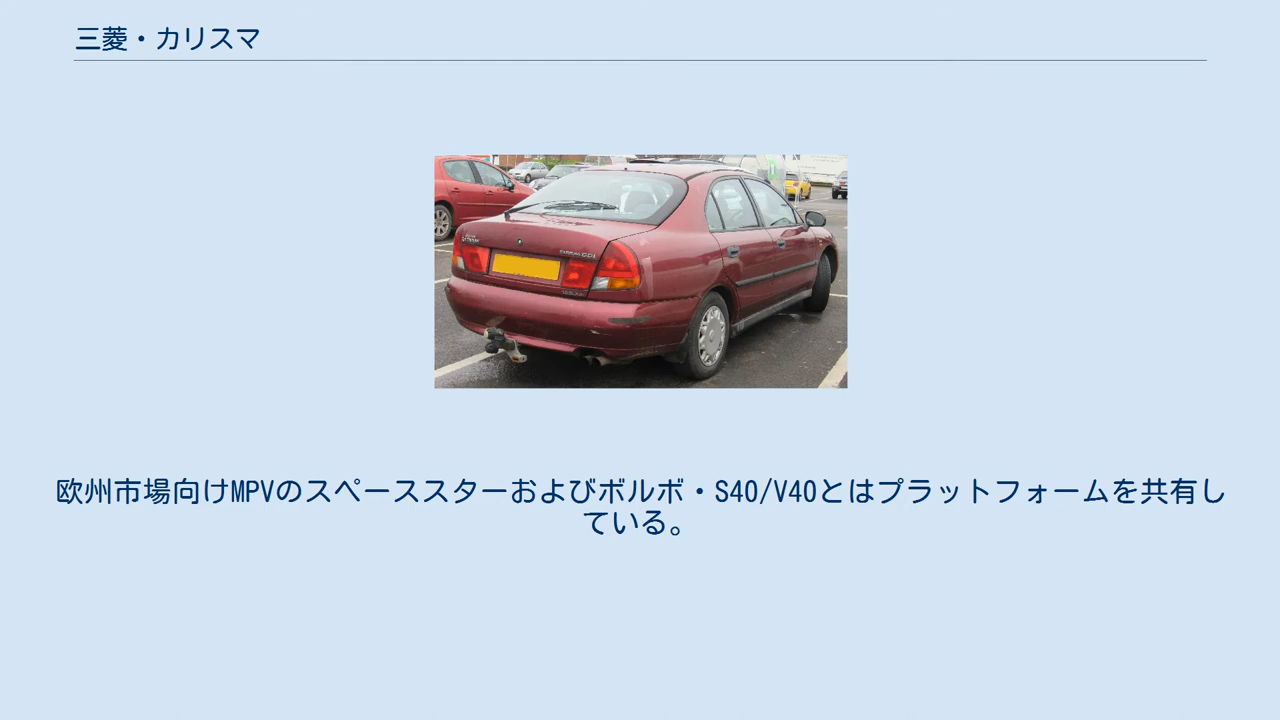 三菱・カリスマ
欧州市場向けMPVのスペーススターおよびボルボ・S40/V40とはプラットフォームを共有し
ている。